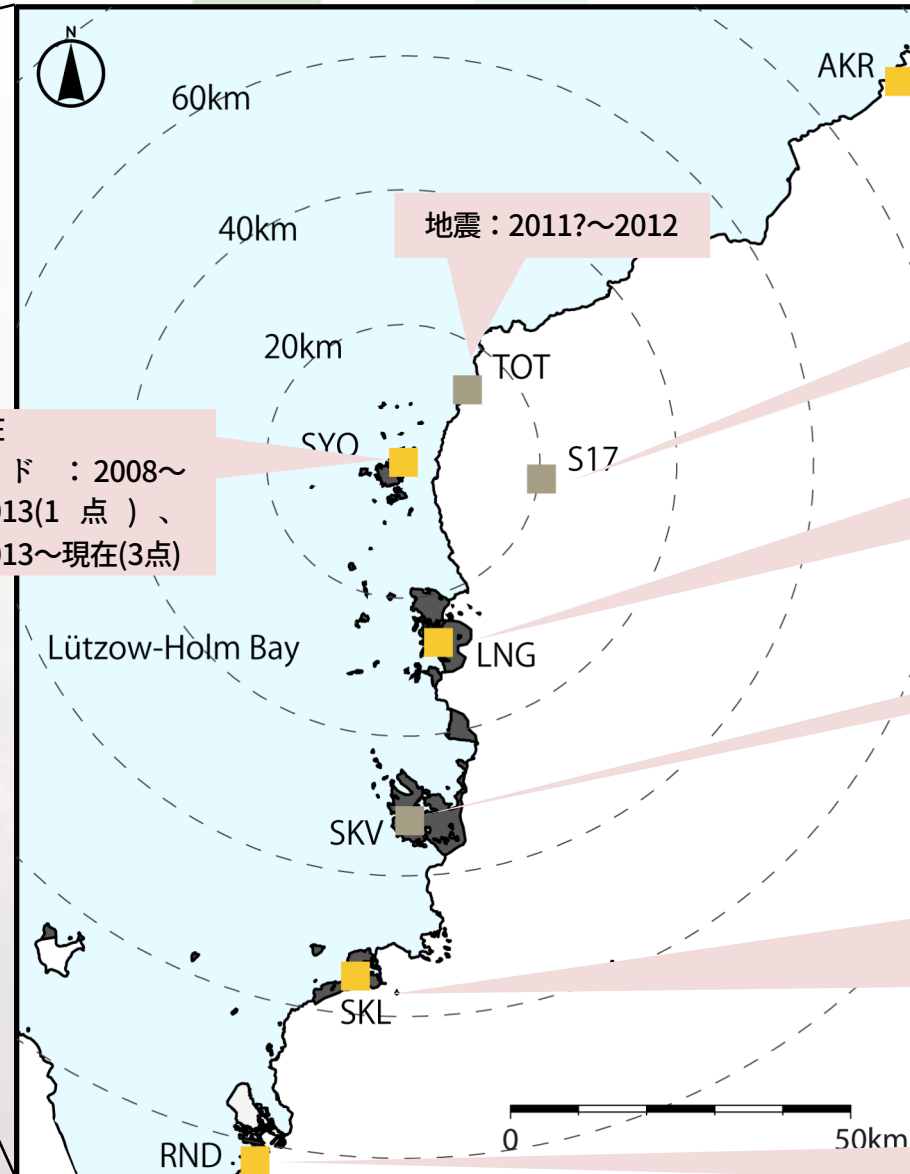 N
AKR
60km
40km
地震：2011?～2012
20km
TOT
SYO
S17
ド ：2008～
13(1 点 ) 、
13～現在(3点)
Lützow-Holm Bay
LNG
SKV
SKL
0
50km
RND